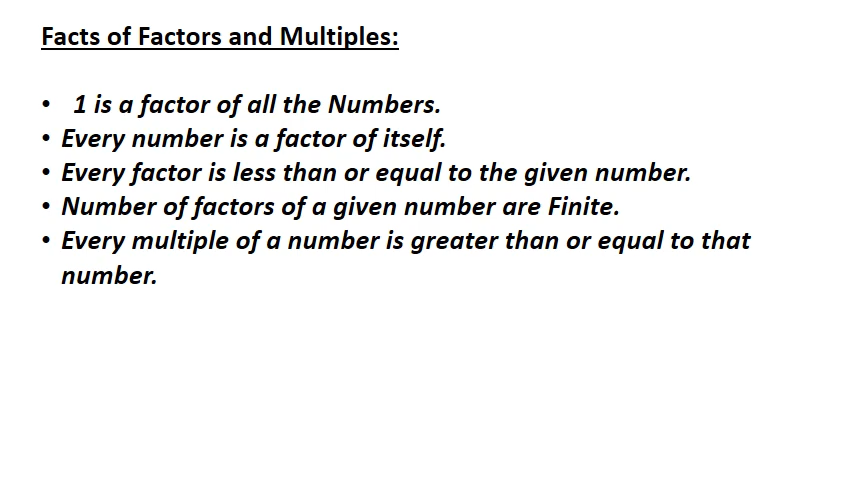 Facts of Factors and Multiples:
• 1 is a factor of all the Numbers.
• Every number is a factor of itself.
• Every factor is less than or equal to the given number.
• Number of factors of a given number are Finite.
• Every multiple of a number is greater than or equal to that
number.